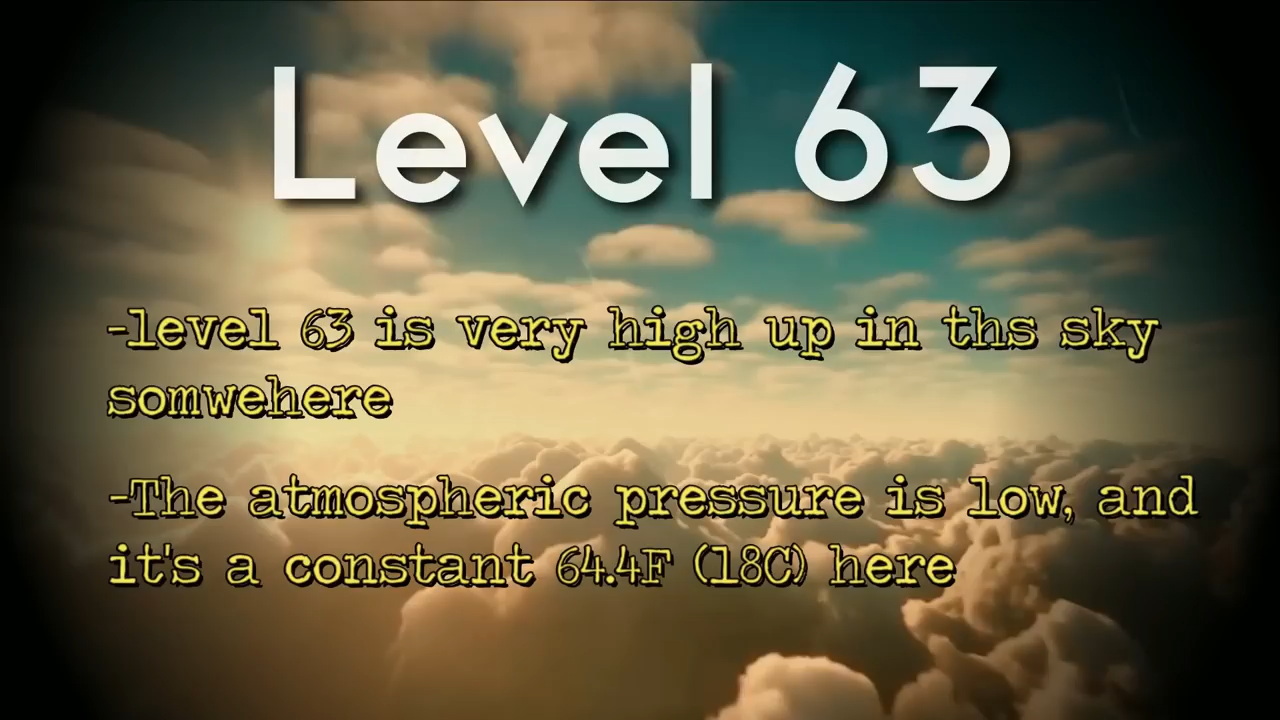 Level 63
-level 63 is very high up in ths sky
somwehere
-The atmospheric pressure is low, and
it's a constant 64.4F (18C) here